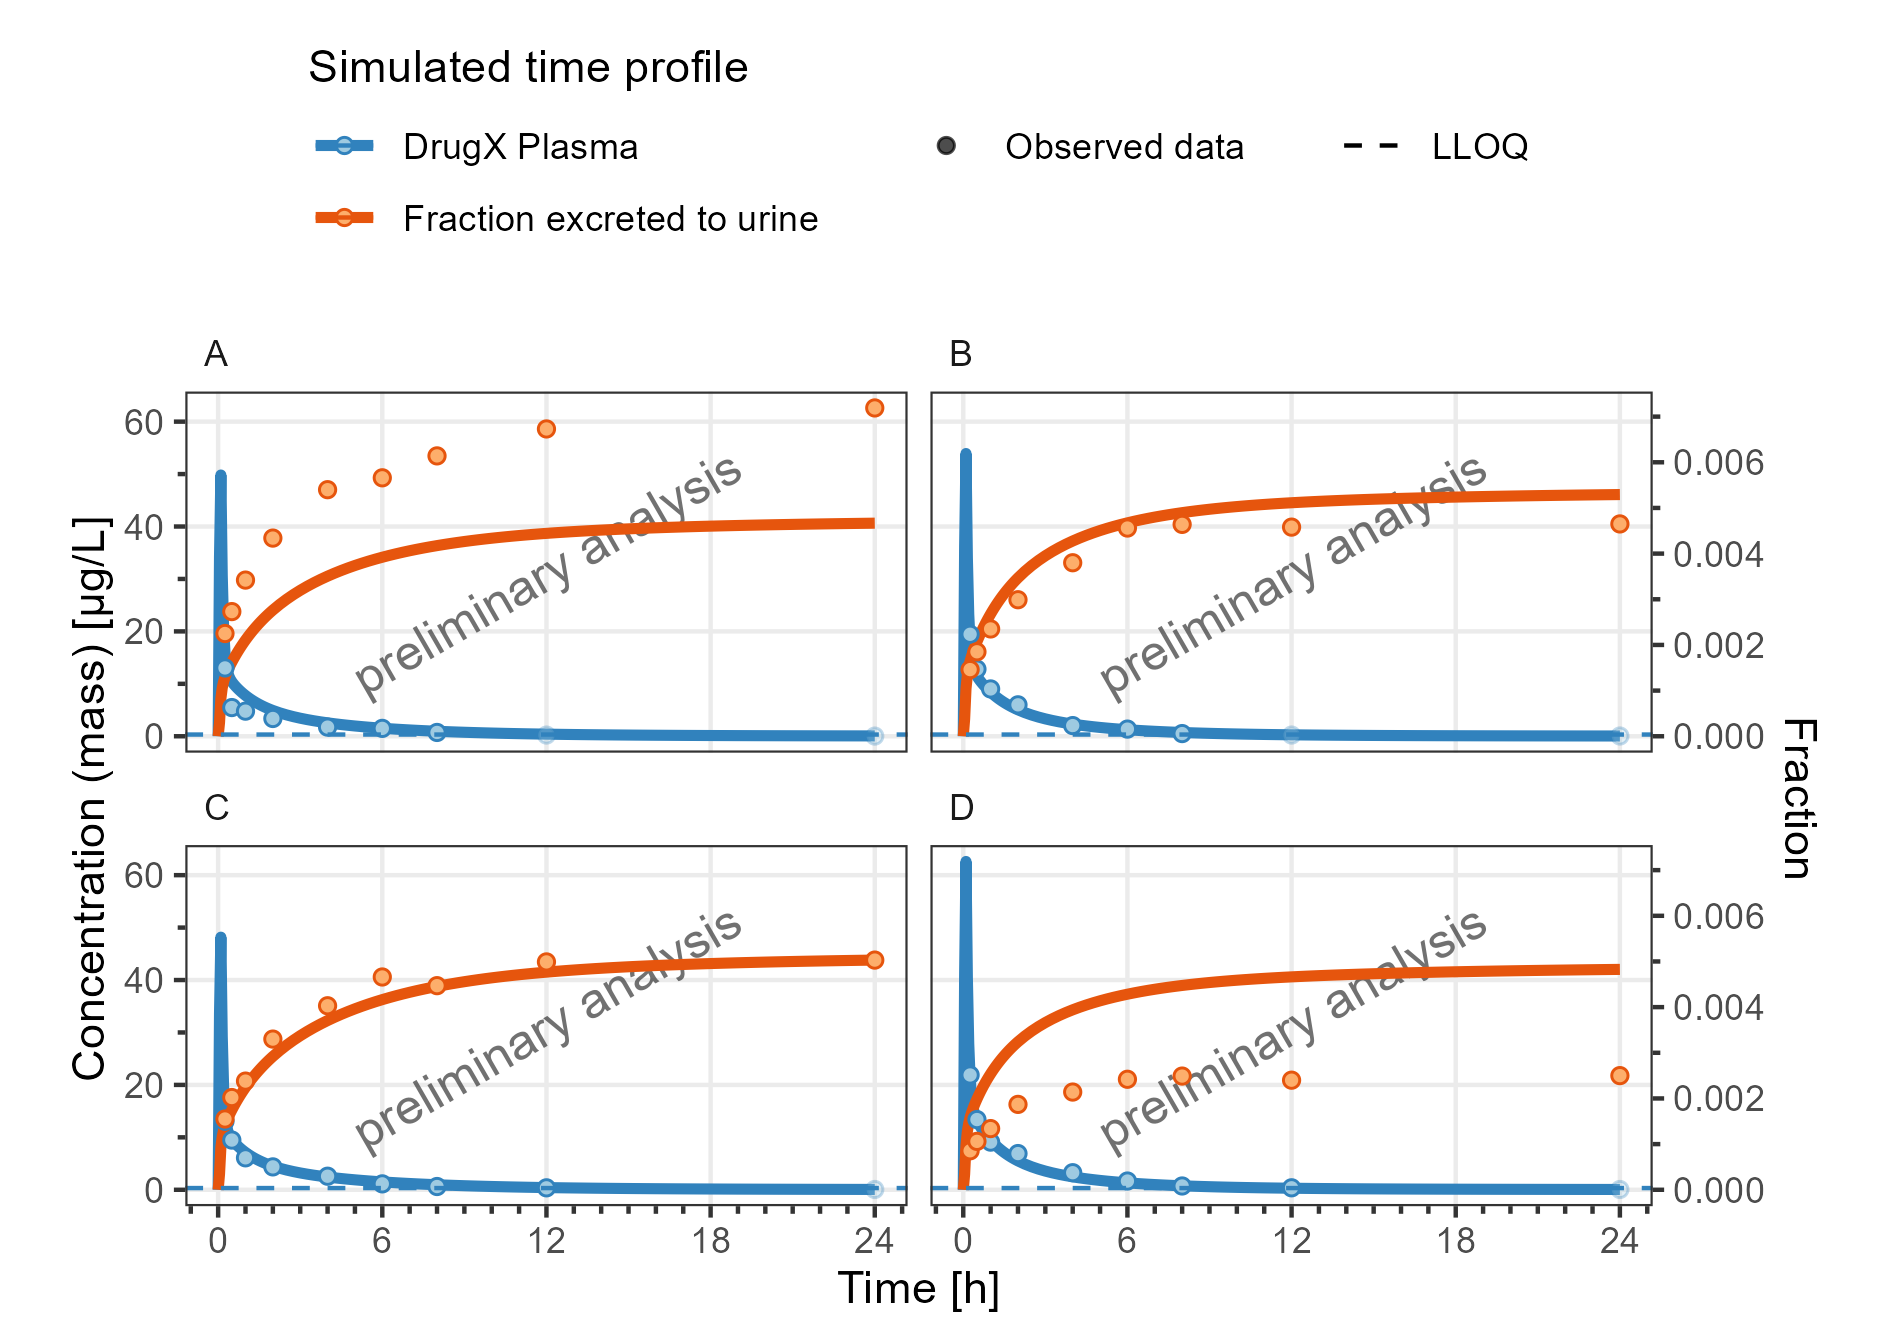 Simulated time profile
DrugX Plasma
Observed data
LLOQ
Fraction excreted to urine
A
B
60
40
20
0
preliminary analysis
preliminary analysis
0.006
0.004
0.002
0.000
Concentration (mass) [µg/L]
Fraction
C
D
60
40
20
0
preliminary analysis
preliminary analysis
0.006
0.004
0.002
0.000
0 6 12 18 24
0 6 12 18 24
Time [h]